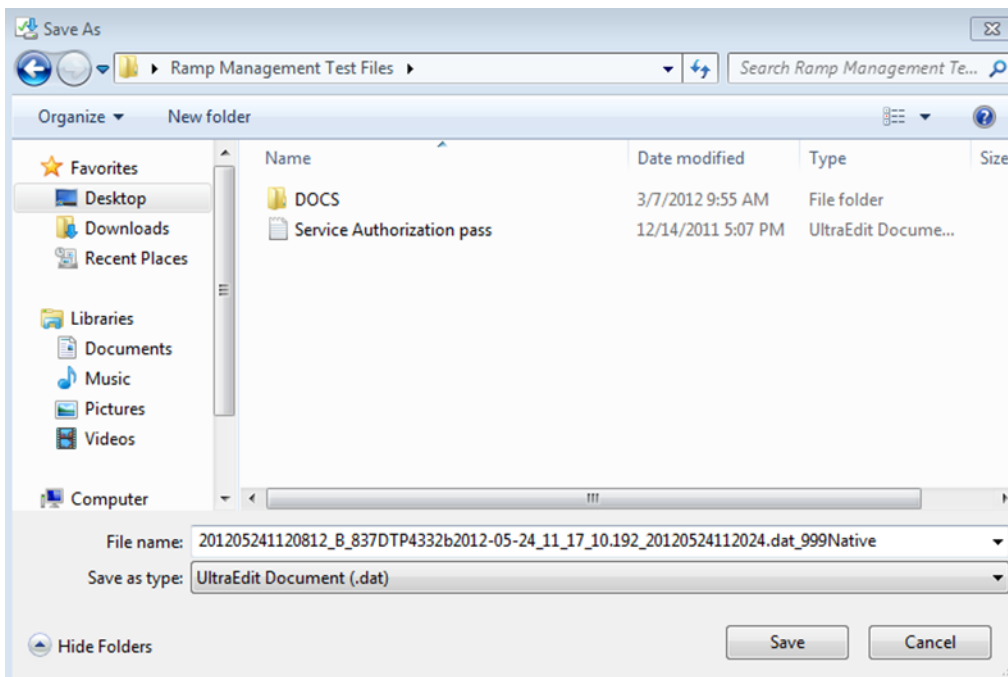 Save As
Ramp Management Test Files
Search Ramp Management Te...
Organize
New folder
Name
Date modified
Type
Size
Favorites
Desktop
Downloads
Recent Places
Libraries
Documents
Music
Pictures
Videos
Computer
DOCS
3/7/2012 9:55 AM
File folder
Service Authorization pass
12/14/2011 5:07 PM
UltraEdit Docume...
File name:
201205241120812_B_837DTP4332b2012-05-24_11_17_10.192_20120524112024.dat_999Native
Save as type:
UltraEdit Document (.dat)
Hide Folders
Save
Cancel